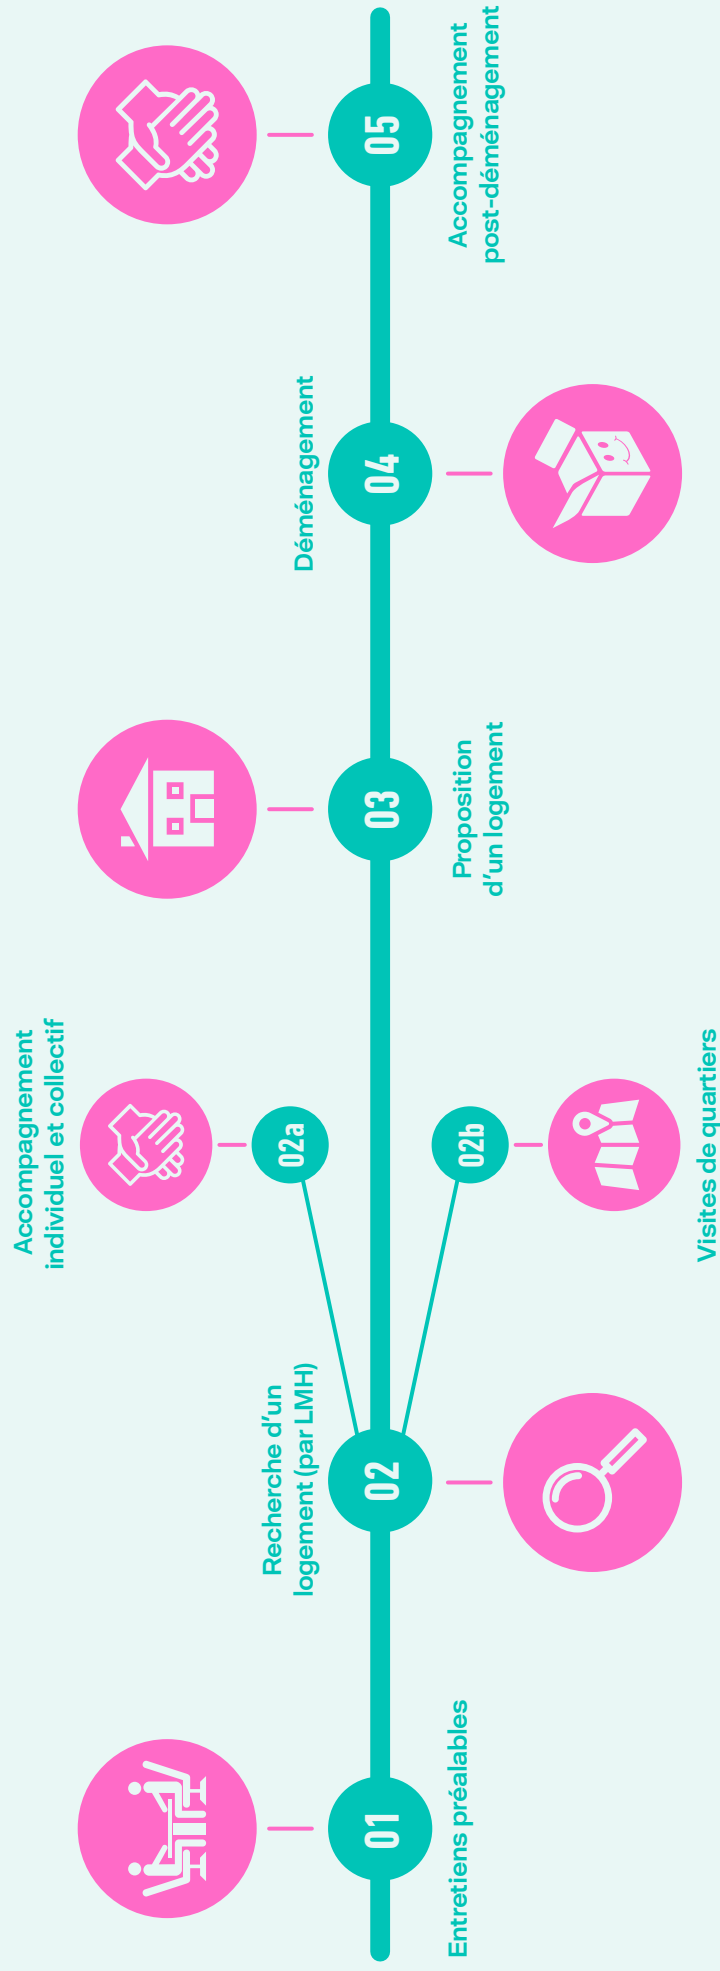 01
Entretiens préalables
Recherche d’un
logement (par LMH)
02
Accompagnement
individuel et collectif
02a
02b
Visites de quartiers
03
Proposition
d’un logement
Déménagement
04
05
Accompagnement
post-déménagement